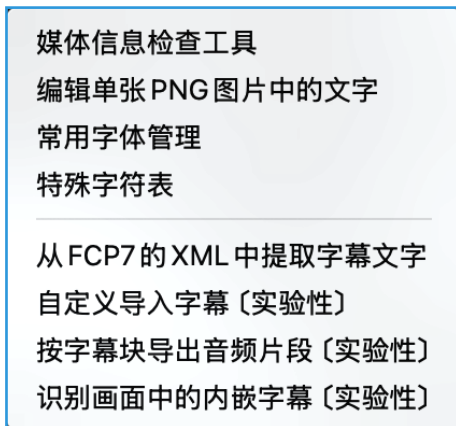 媒体信息检查工具
编辑单张PNG图片中的文字
常用字体管理
特殊字符表
从FCP7的XML中提取字幕文字
自定义导入字幕〔实验性〕
按字幕块导出音频片段〔实验性〕
识别画面中的内嵌字幕〔实验性〕